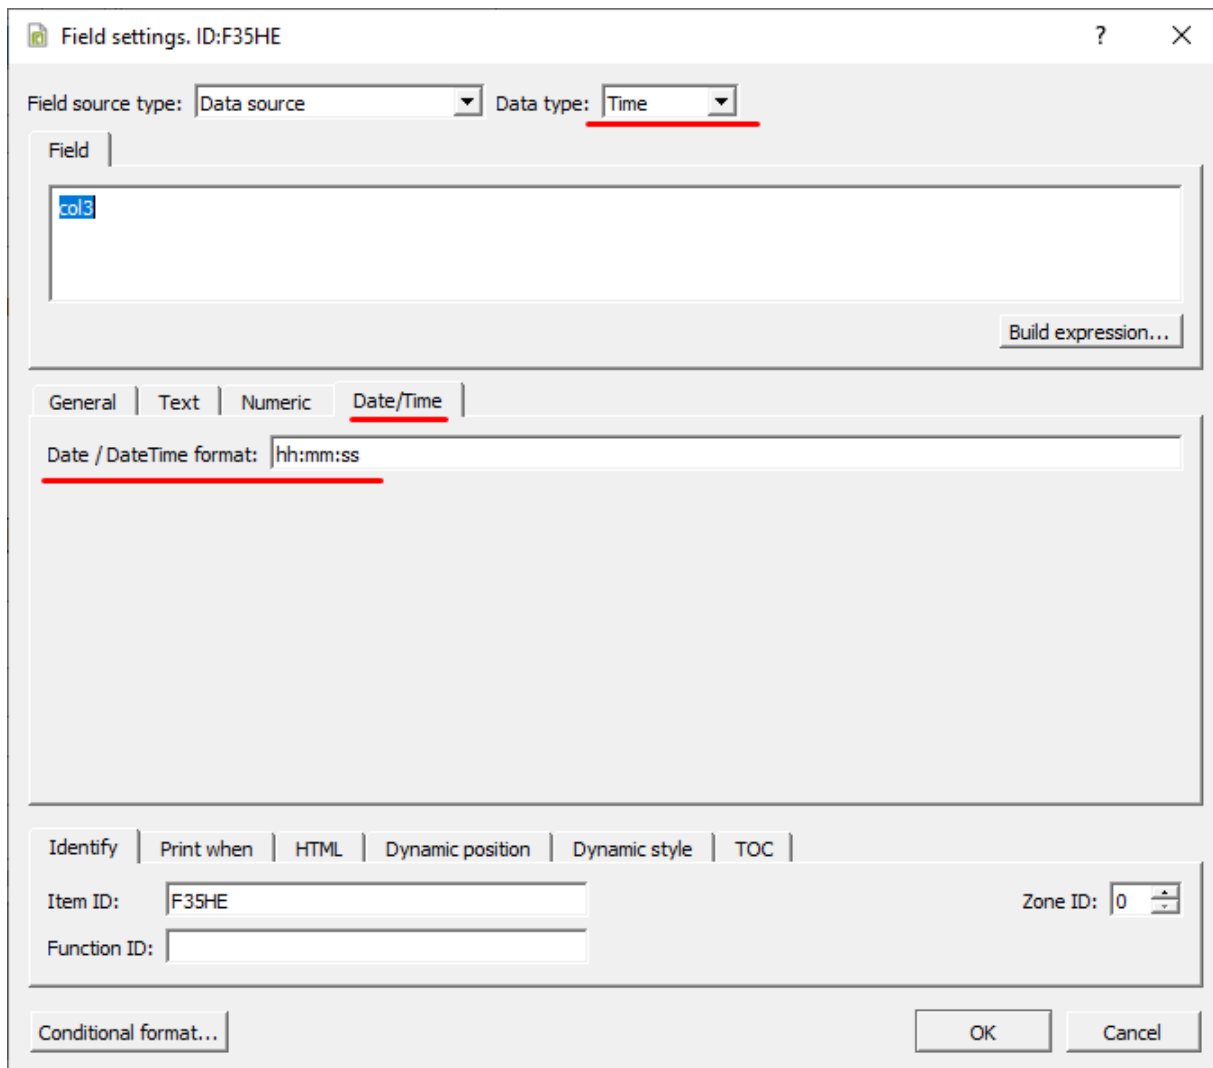 Field settings. ID:F35HE ?
Field source type: Data source Data type: Time
Field
col3
Build expression...
General Text Numeric Date/Time
Date / DateTime format: hh:mm:ss
Identify Print when HTML Dynamic position Dynamic style TOC
Item ID: F35HE Zone ID: 0
Function ID:
Conditional format... OK Cancel